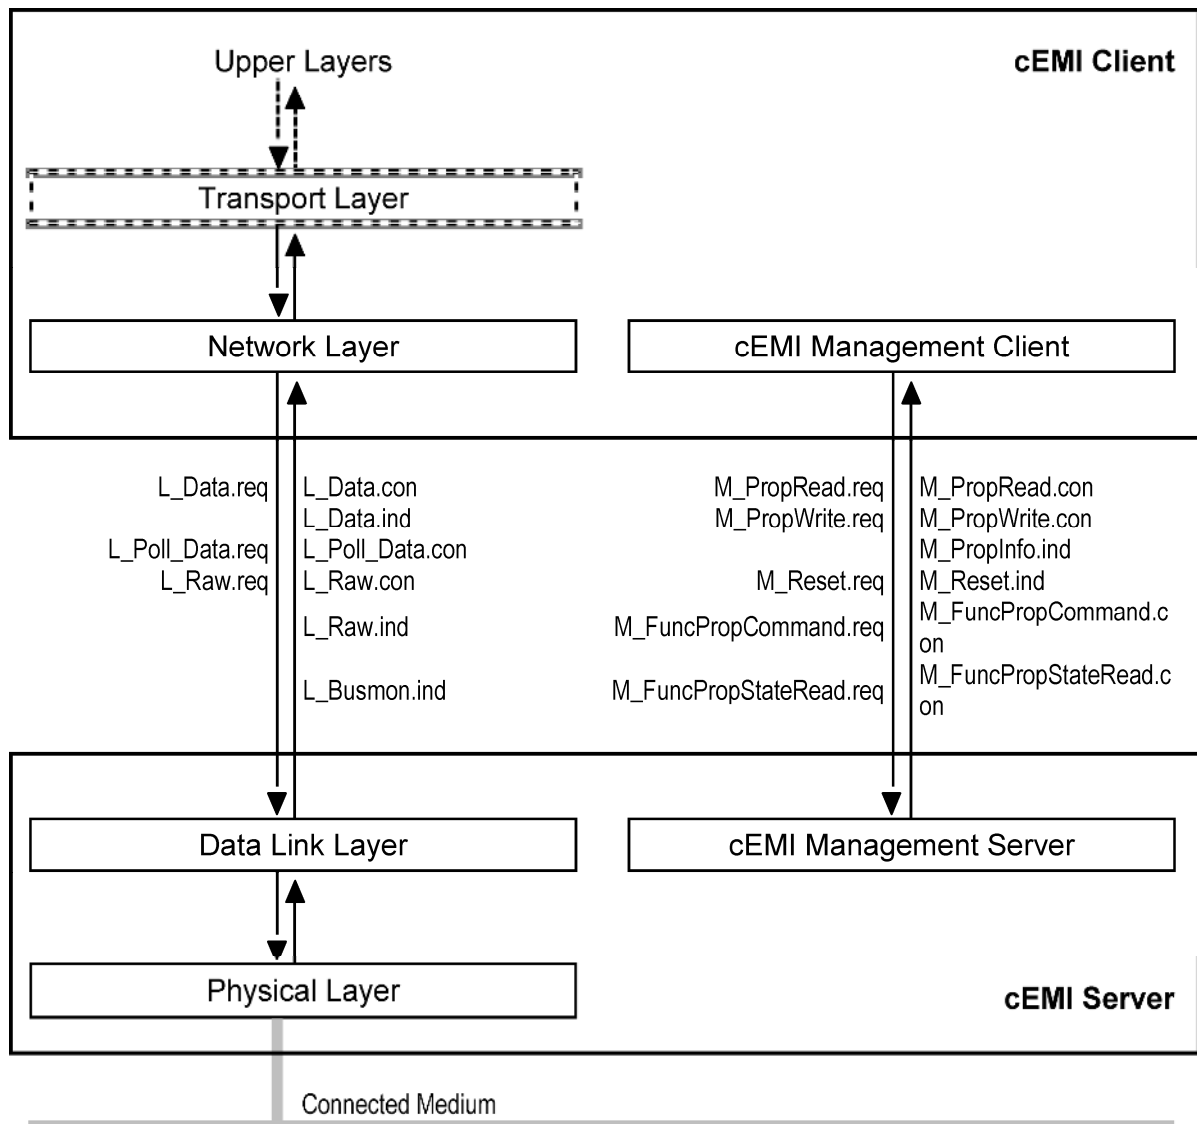 Upper Layers
cEMI Client
Transport Layer
Network Layer
cEMI Management Client
L_Data.req
L_Data.con
L_Data.ind
L_Poll_Data.req
L_Poll_Data.con
L_Raw.req
L_Raw.con
L_Raw.ind
L_Busmon.ind
M_PropRead.req
M_PropRead.con
M_PropWrite.req
M_PropWrite.con
M_PropInfo.ind
M_Reset.req
M_Reset.ind
M_FuncPropCommand.req
M_FuncPropCommand.c
on
M_FuncPropStateRead.req
M_FuncPropStateRead.c
on
Data Link Layer
cEMI Management Server
Physical Layer
cEMI Server
Connected Medium